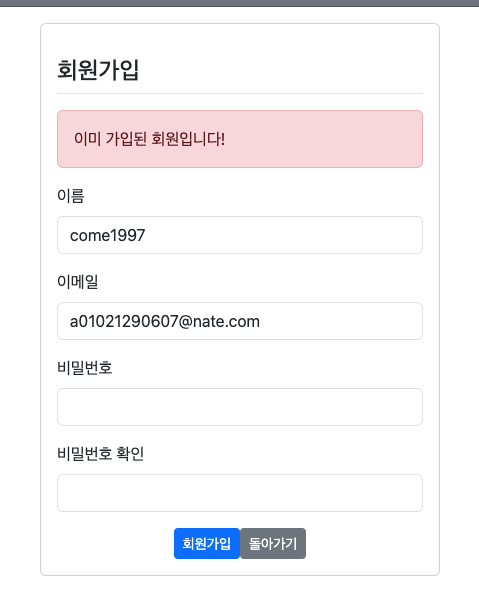 회원가입
이미 가입된 회원입니다!
이름
come1997
이메일
a01021290607@nate.com
비밀번호
비밀번호 확인
회원가입 돌아가기